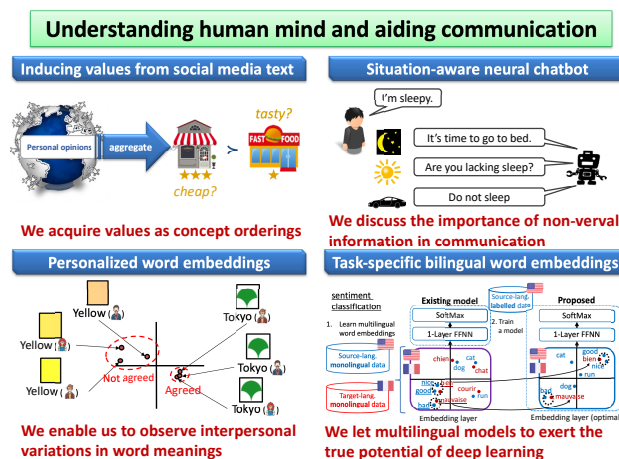 Understanding human mind and aiding communication
Inducing values from social media text
Personal opinions
aggregate
tasty?
FAST FOOD
cheap?
We acquire values as concept orderings
Situation-aware neural chatbot
I'm sleepy.
It's time to go to bed.
Are you lacking sleep?
Do not sleep
We discuss the importance of non-verval
information in communication
Personalized word embeddings
Yellow ( )
Yellow ( )
Yellow ( )
Not agreed
Agreed
Tokyo ( )
Tokyo ( )
Tokyo ( )
We enable us to observe interpersonal
variations in word meanings
Task-specific bilingual word embeddings
sentiment
classification
1. Learn multilingual
word embeddings
Source-lang.
monolingual data
Target-lang.
monolingual data
Existing model
SoftMax
1-Layer FFNN
Source-lang.
labelled data
2. Train
a model
Proposed
SoftMax
1-Layer FFNN
chien
cat
dog
chat
nice
bien
good
courir
run
mauvaise
bad
Embedding layer
good
bien
nice
cat
run
dog
bad
mauvaise
Embedding layer (optimal
We let multilingual models to exert the
true potential of deep learning